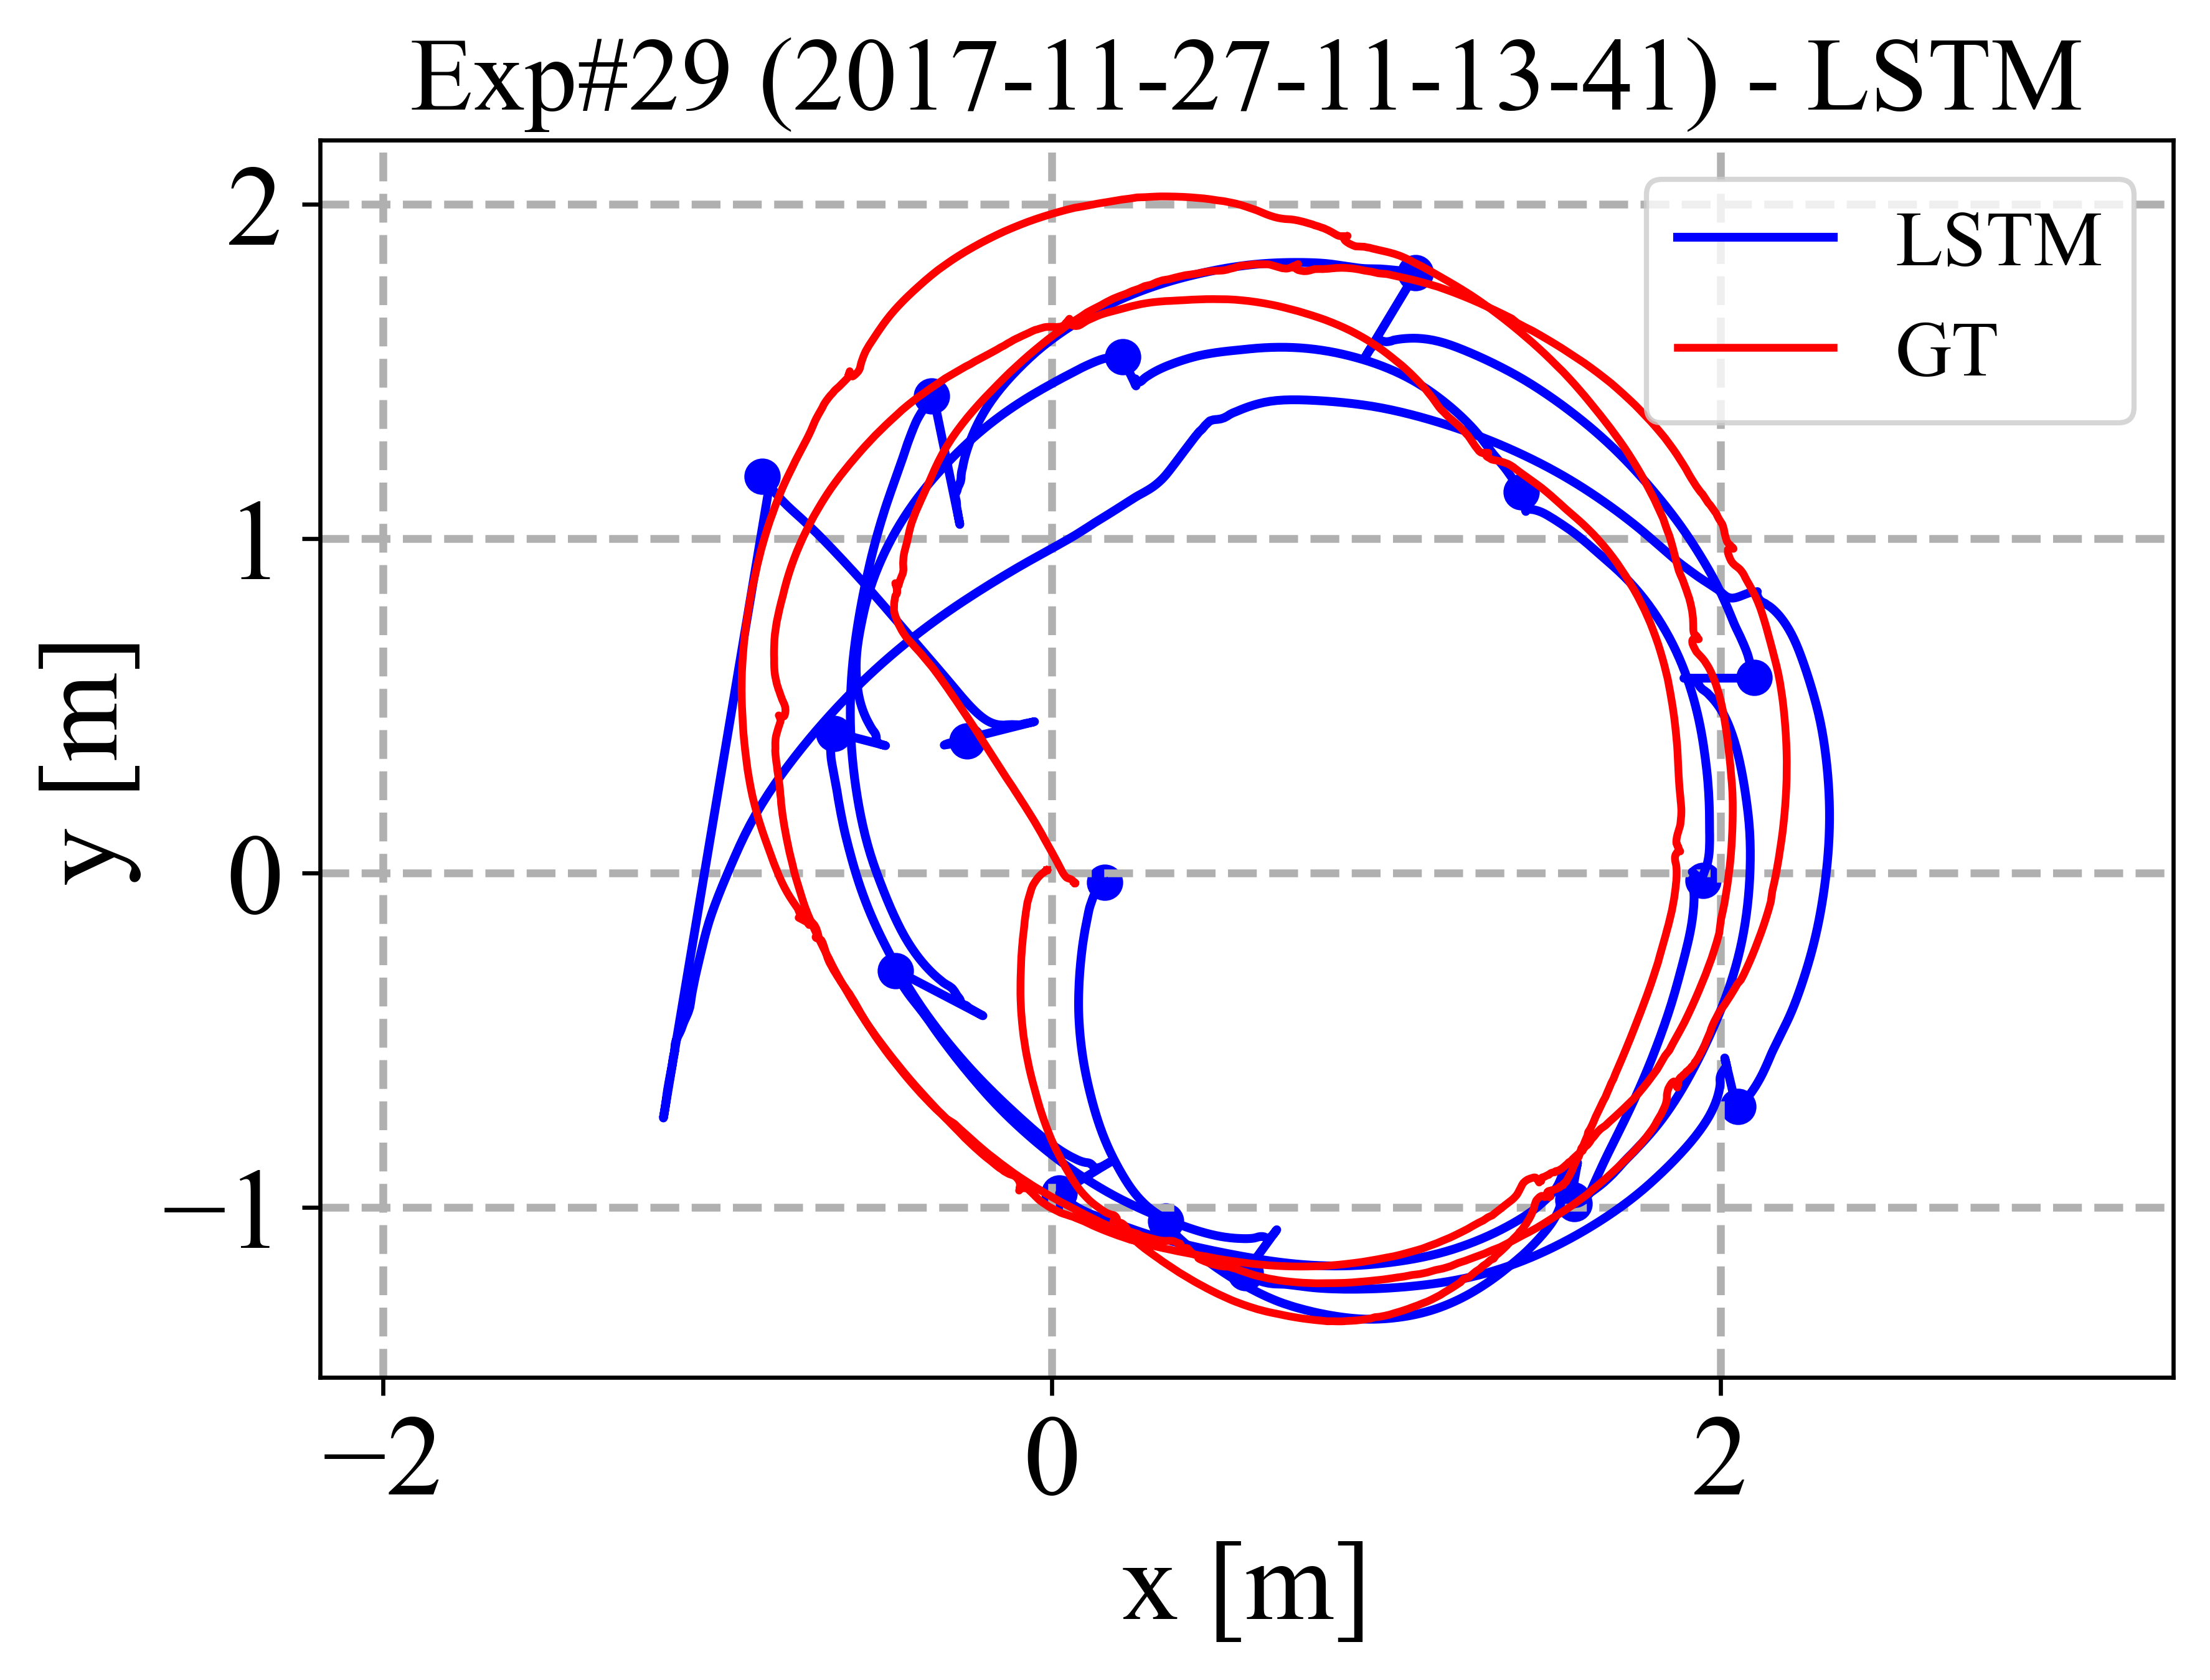 Exp#29 (2017-11-27-11-13-41) - LSTM
LSTM
GT
y [m]
2
1
0
−1
−2
0
2
x [m]